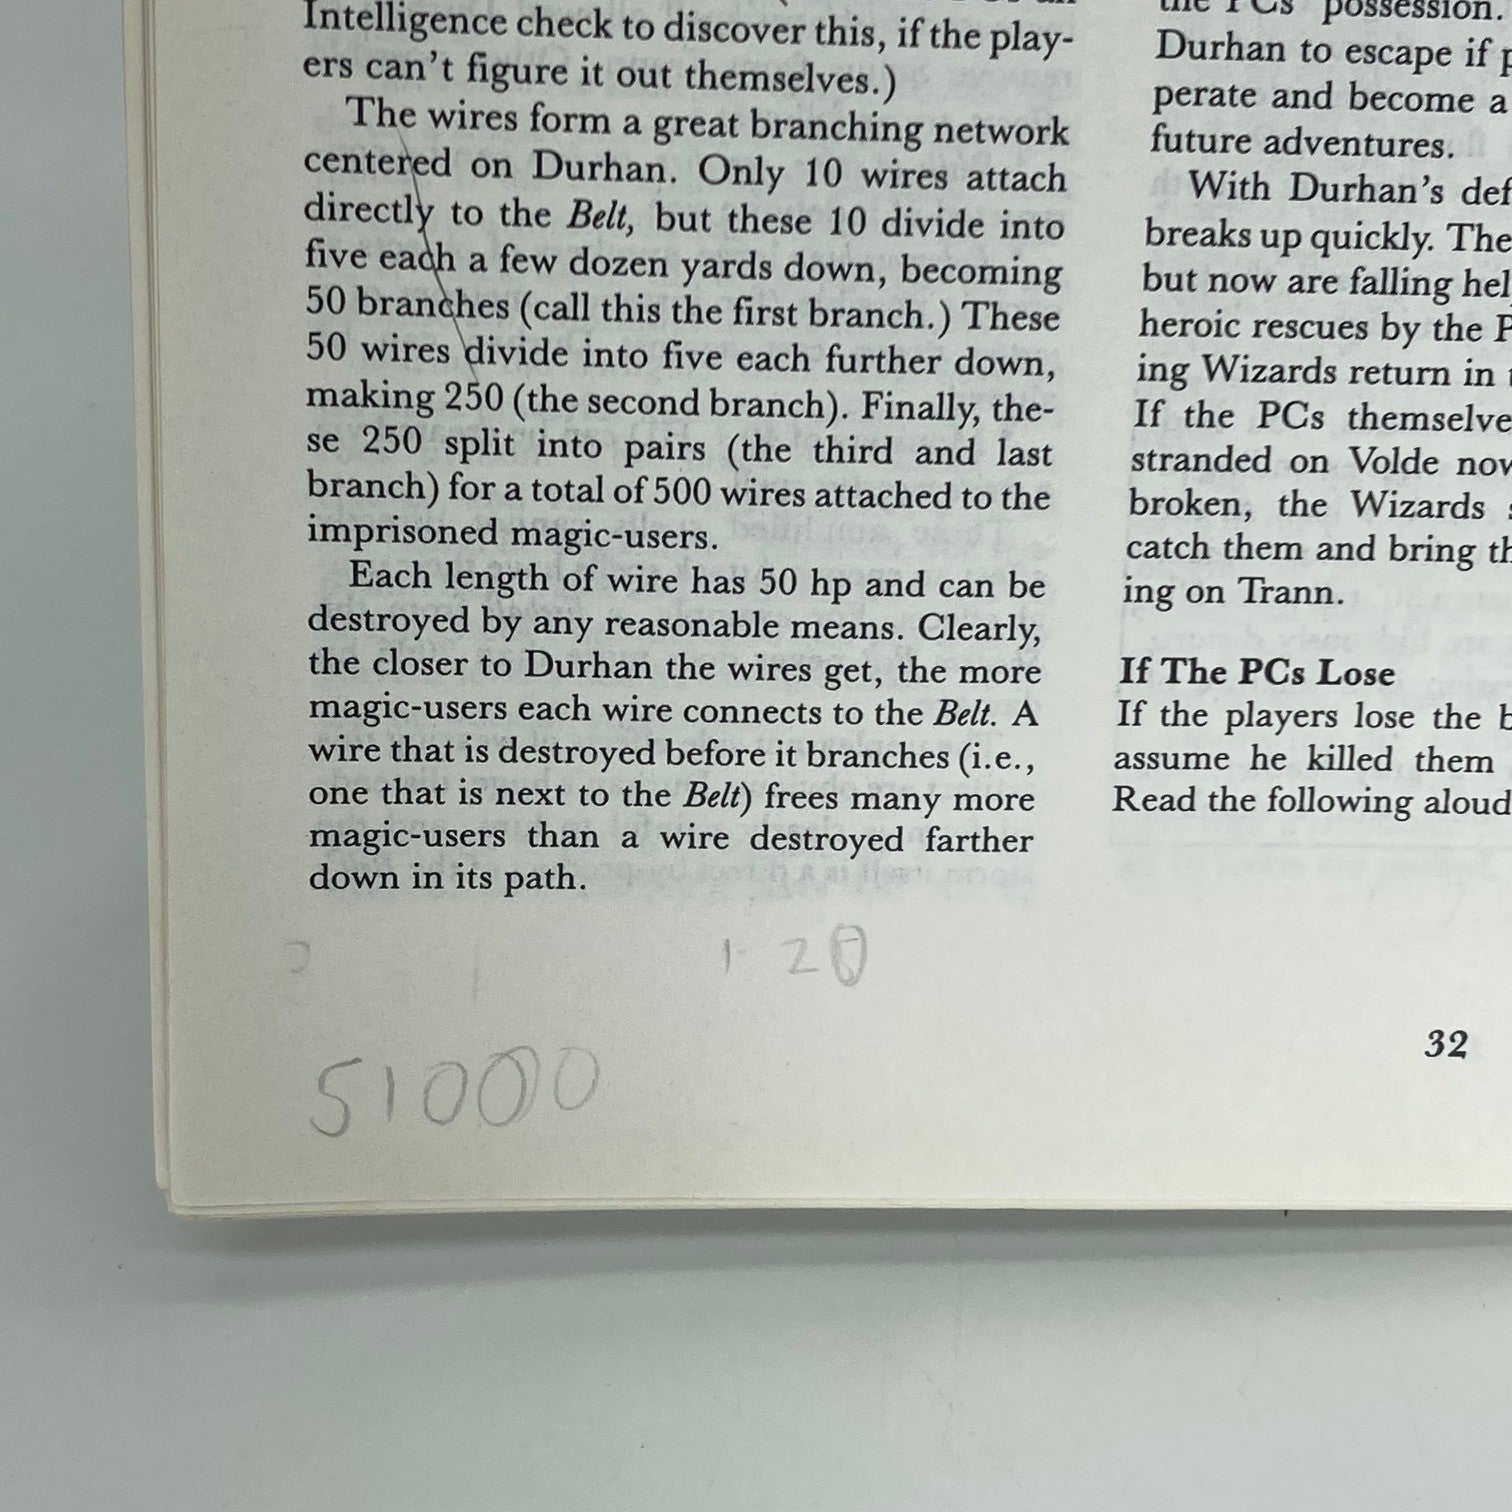 Intelligence check to discover this, if the play-
ers can't figure it out themselves.)
The wires form a great branching network
centered on Durhan. Only 10 wires attach
directly to the Belt, but these 10 divide into
five each a few dozen yards down, becoming
50 branches (call this the first branch.) These
50 wires divide into five each further down,
making 250 (the second branch). Finally, the-
se 250 split into pairs (the third and last
branch) for a total of 500 wires attached to the
imprisoned magic-users.
Each length of wire has 50 hp and can be
destroyed by any reasonable means. Clearly,
the closer to Durhan the wires get, the more
magic-users each wire connects to the Belt. A
wire that is destroyed before it branches (i.e.,
one that is next to the Belt) frees many more
magic-users than a wire destroyed farther
down in its path.
the PCs' possession.
Durhan to escape if
perate and become a
future adventures.
With Durhan's def
breaks up quickly. The
but now are falling hel
heroic rescues by the P
ing Wizards return in
If the PCs themselve
stranded on Volde now
broken, the Wizards
catch them and bring th
ing on Trann.
If The PCs Lose
If the players lose the b
assume he killed them
Read the following aloud
1- 20
51000
32